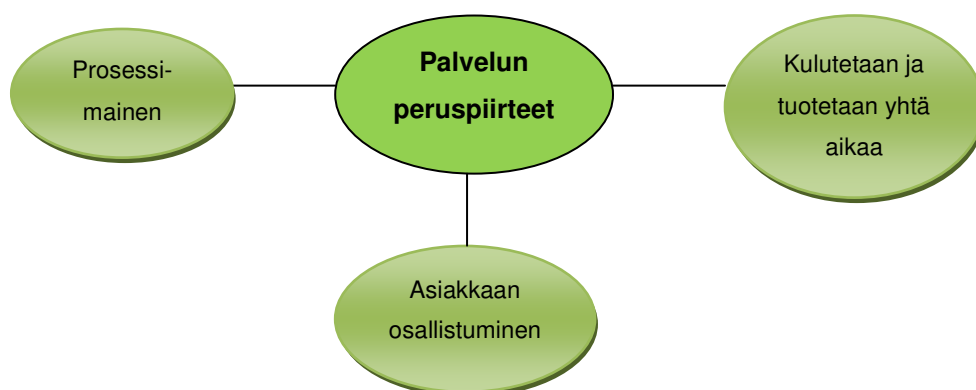 Prosessi-
mainen
Palvelun
peruspiirteet
Kulutetaan ja
tuotetaan yhtä
aikaa
Asiakkaan
osallistuminen